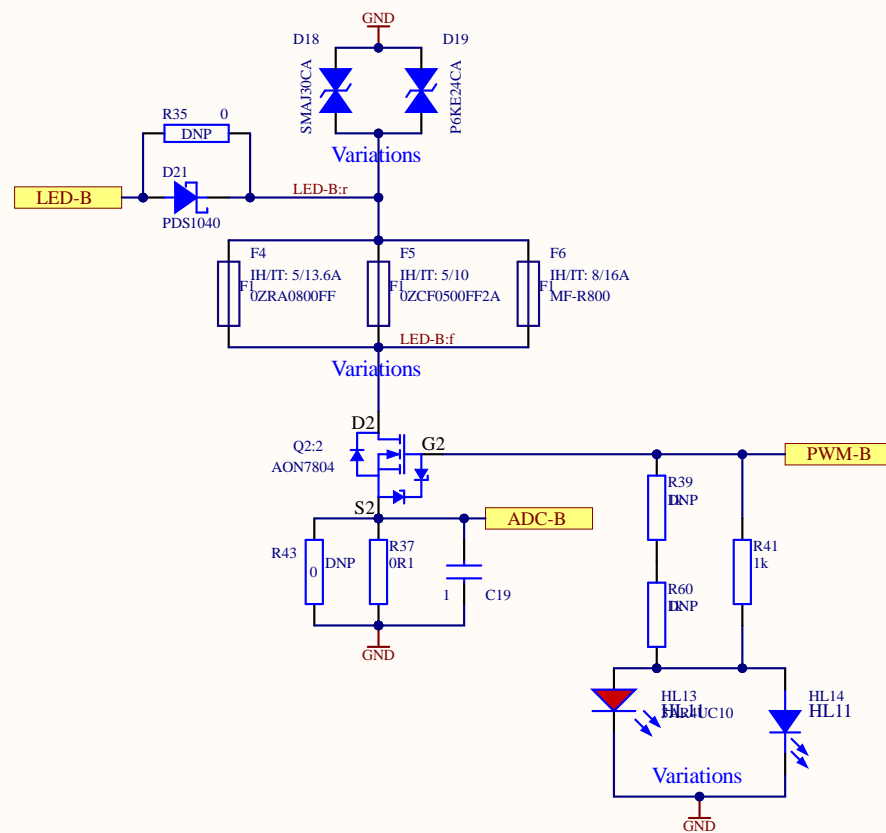 GND
D18
D19
SMAJ30CA
P6KE24CA
R35 0
DNP
Variations
D21
LED-B
LED-B:r
PDS1040
F4
IH/IT: 5/13.6A
F1
0ZRA0800FF
F5
IH/IT: 5/10
F1
0ZCF0500FF2A
F6
IH/IT: 8/16A
F1
MF-R800
LED-B:f
Variations
D2
Q2:2
AON7804
G2
PWM-B
S2
ADC-B
R39
DNP
R43
DNP
0
R37
0R1
R41
1k
1
C19
R60
DNP
GND
HL13
HL11
3AR4UC10
HL14
HL11
Variations
GND